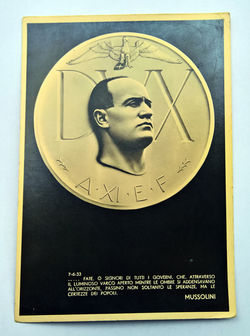 DVX
A·XI·E·F
7-6-33
..... FATE, O SIGNORI DI TUTTI I GOVERNI, CHE, ATTRAVERSO
IL LUMINOSO VARCO APERTO MENTRE LE OMBRE SI ADDENSAVANO
ALL'ORIZZONTE, PASSINO NON SOLTANTO LE SPERANZE, MA LE
CERTEZZE DEI POPOLI.
MUSSOLINI